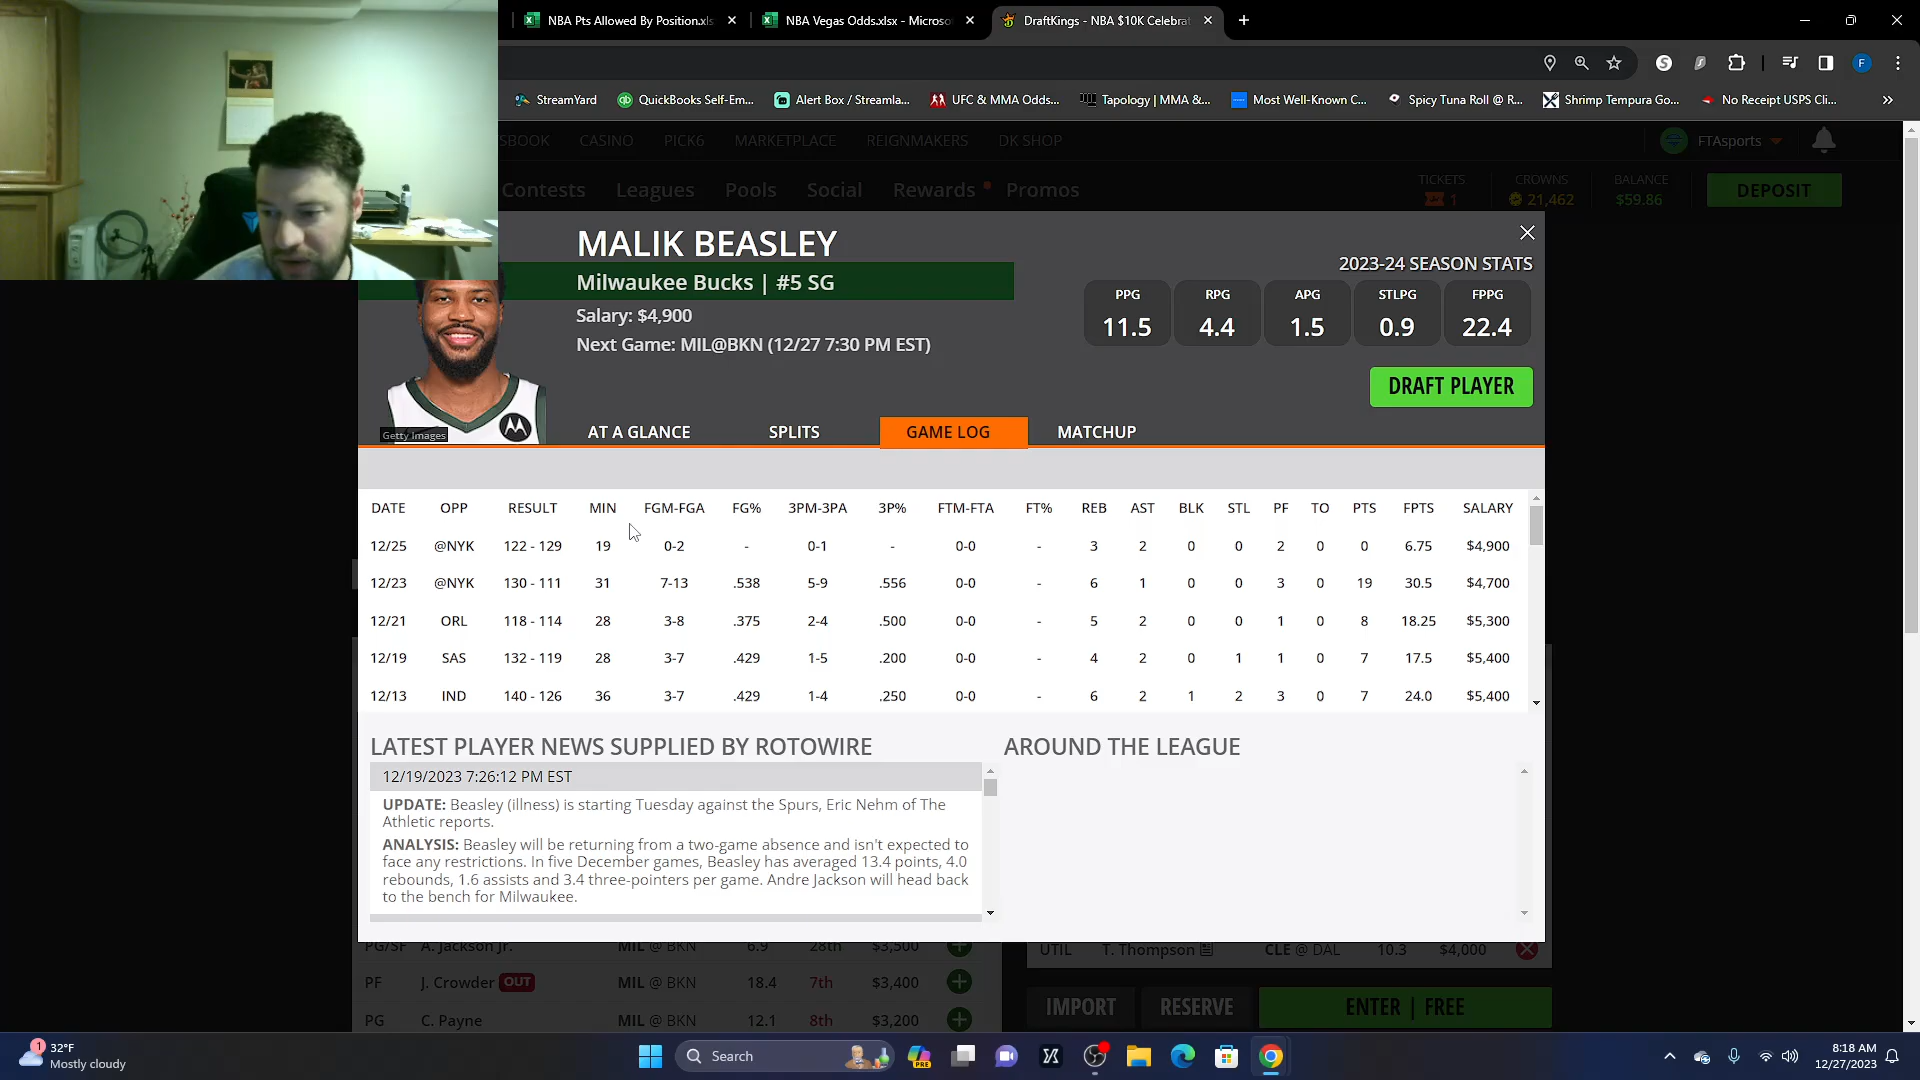 NBA Pts Allowed By Position.xls
NBA Vegas Odds.xlsx - Microso
DraftKings - NBA $10K Celebrat
StreamYard
QuickBooks Self-Em...
Alert Box / Streamla...
UFC & MMA Odds...
Tapology | MMA &...
Most Well-Known C...
Spicy Tuna Roll @ R...
Shrimp Tempura Go...
No Receipt USPS Cli...
SBOOK
CASINO
PICK6
MARKETPLACE
REIGNMAKERS
DK SHOP
FTAsports
Contests
Leagues
Pools
Social
Rewards
Promos
TICKETS
1
CROWNS
21,462
BALANCE
$59.86
DEPOSIT
MALIK BEASLEY
Milwaukee Bucks | #5 SG
Salary: $4,900
Next Game: MIL@BKN (12/27 7:30 PM EST)
2023-24 SEASON STATS
PPG RPG APG STLPG FPPG
11.5 4.4 1.5 0.9 22.4
DRAFT PLAYER
Getty Images
AT A GLANCE SPLITS GAME LOG MATCHUP
DATE OPP RESULT MIN FGM-FGA FG% 3PM-3PA 3P% FTM-FTA FT% REB AST BLK STL PF TO PTS FPTS SALARY
12/25 @NYK 122 - 129 19 0-2 - 0-1 - 0-0 - 3 2 0 0 2 0 0 6.75 $4,900
12/23 @NYK 130 - 111 31 7-13 .538 5-9 .556 0-0 - 6 1 0 0 3 0 19 30.5 $4,700
12/21 ORL 118 - 114 28 3-8 .375 2-4 .500 0-0 - 5 2 0 0 1 0 8 18.25 $5,300
12/19 SAS 132 - 119 28 3-7 .429 1-5 .200 0-0 - 4 2 0 1 1 0 7 17.5 $5,400
12/13 IND 140 - 126 36 3-7 .429 1-4 .250 0-0 - 6 2 1 2 3 0 7 24.0 $5,400
LATEST PLAYER NEWS SUPPLIED BY ROTOWIRE
AROUND THE LEAGUE
12/19/2023 7:26:12 PM EST
UPDATE: Beasley (illness) is starting Tuesday against the Spurs, Eric Nehm of The
Athletic reports.
ANALYSIS: Beasley will be returning from a two-game absence and isn't expected to
face any restrictions. In five December games, Beasley has averaged 13.4 points, 4.0
rebounds, 1.6 assists and 3.4 three-pointers per game. Andre Jackson will head back
to the bench for Milwaukee.
PG/SF A. Jackson Jr. MIL @ BKN 6.9 28th $3,500
UTIL T. Thompson CLE @ DAL 10.3 $4,000
PF J. Crowder OUT MIL @ BKN 18.4 7th $3,400
PG C. Payne MIL @ BKN 12.1 8th $3,200
IMPORT RESERVE ENTER | FREE
1
32°F
Mostly cloudy
Search
PRE
8:18 AM
12/27/2023